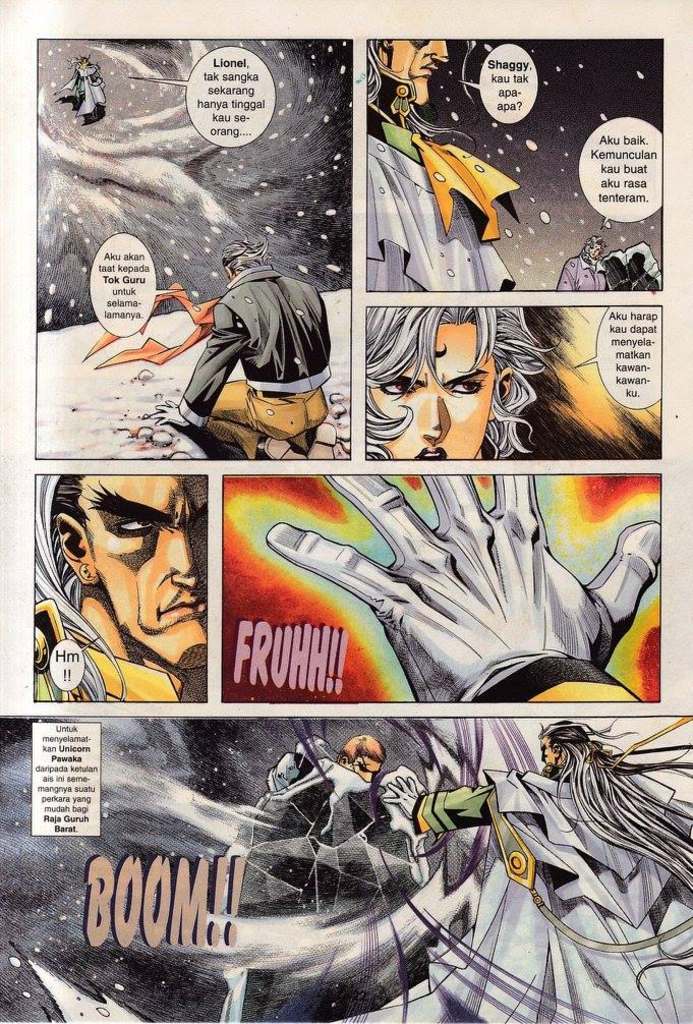 Lionel,
tak sangka
sekarang
hanya tinggal
kau se-
orang....
Aku akan
taat kepada
Tok Guru
untuk
selama-
lamanya.
Shaggy,
kau tak
apa-
apa?
Aku baik.
Kemunculan
kau buat
aku rasa
tenteram.
Aku harap
kau dapat
menyela-
matkan
kawan-
kawan-
ku.
Hm
!!
FRUHH!!
Untuk
menyelamat-
kan Unicorn
Pawaka
daripada ketulan
ais ini seme-
mangnya suatu
perkara yang
mudah bagi
Raja Guruh
Barat.
BOOM!!